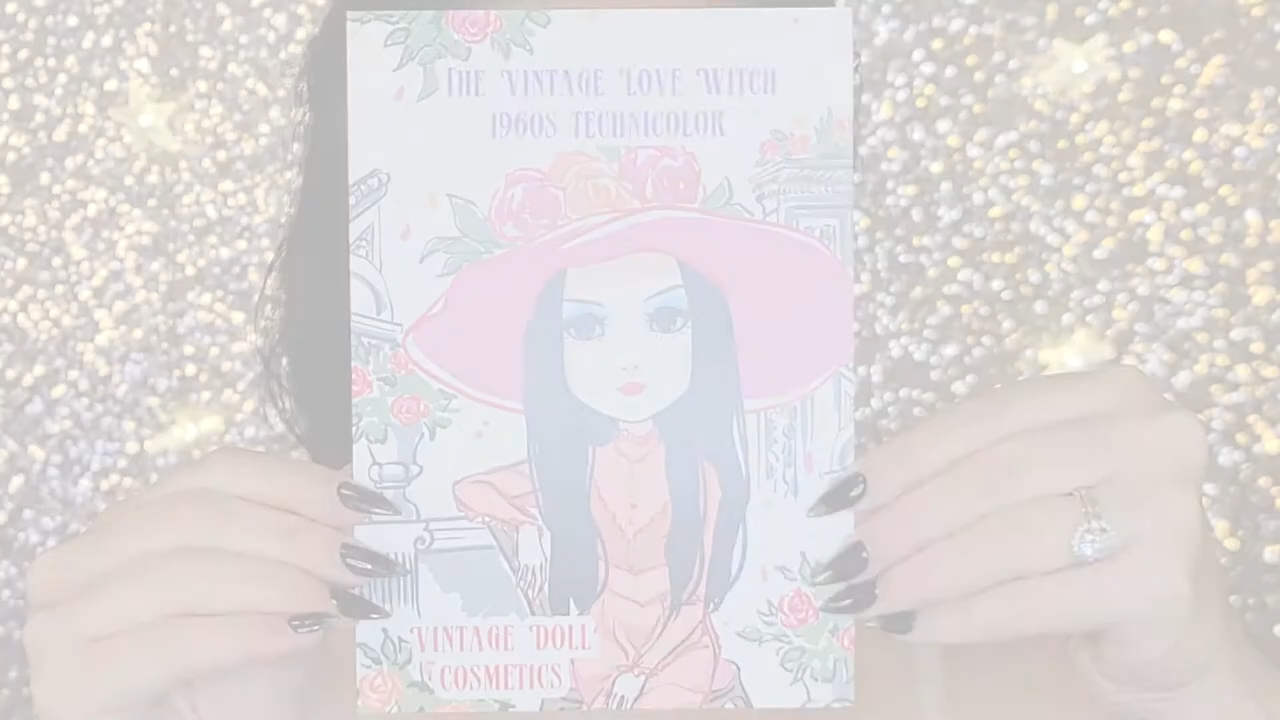 THE VINTAGE LOVE WITCH
1960S TECHNICOLOR
VINTAGE DOLL
COSMETICS